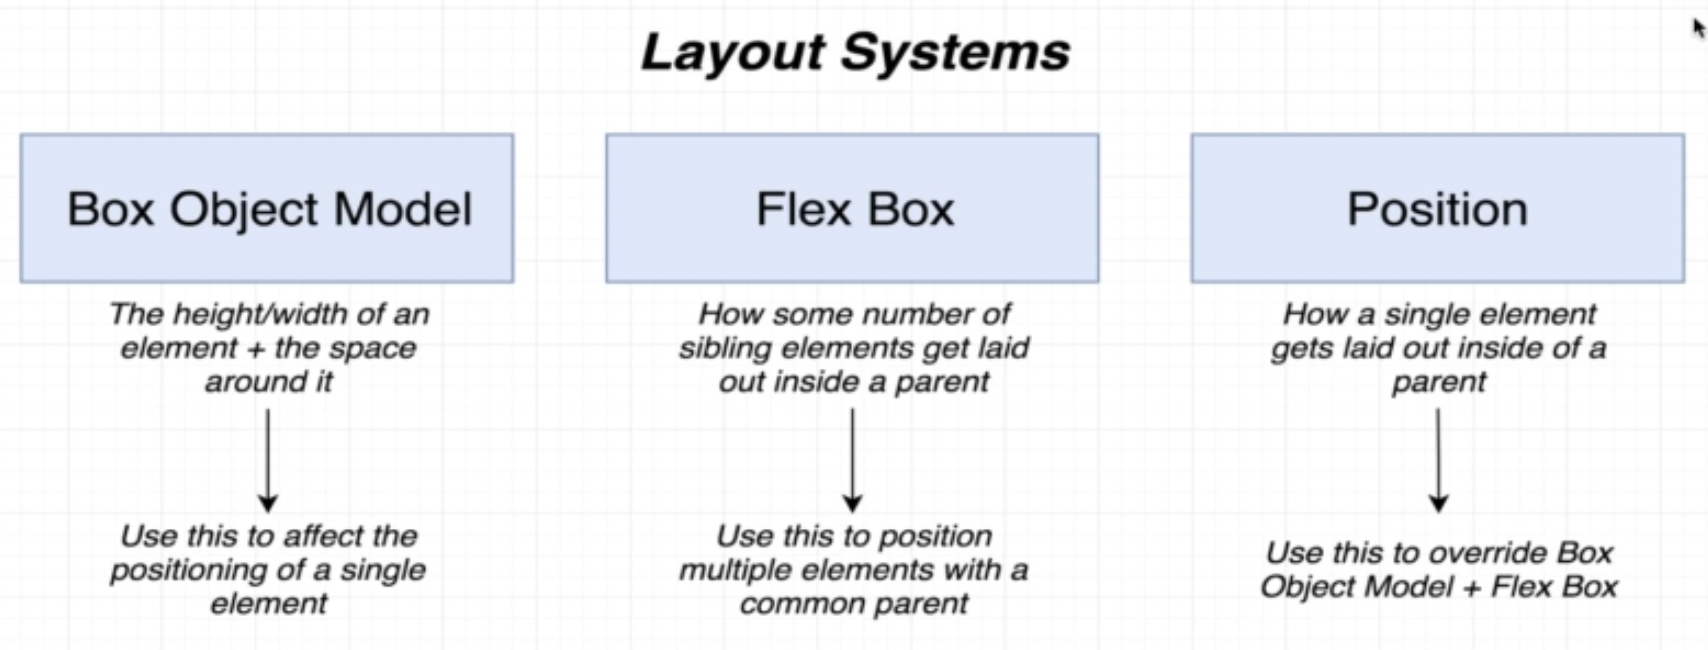 Layout Systems
Box Object Model
The height/width of an
element + the space
around it
Use this to affect the
positioning of a single
element
Flex Box
How some number of
sibling elements get laid
out inside a parent
Use this to position
multiple elements with a
common parent
Position
How a single element
gets laid out inside of a
parent
Use this to override Box
Object Model + Flex Box